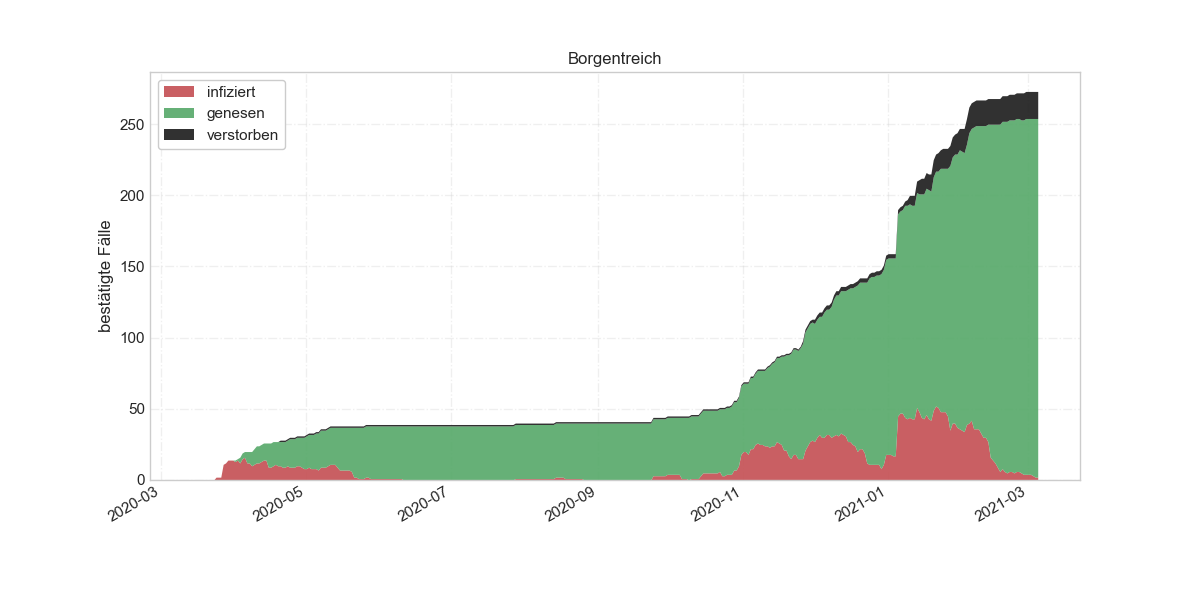 Borgentreich
infiziert
genesen
verstorben
bestätigte Fälle
250
200
150
100
50
0
2020-03
2020-05
2020-07
2020-09
2020-11
2021-01
2021-03